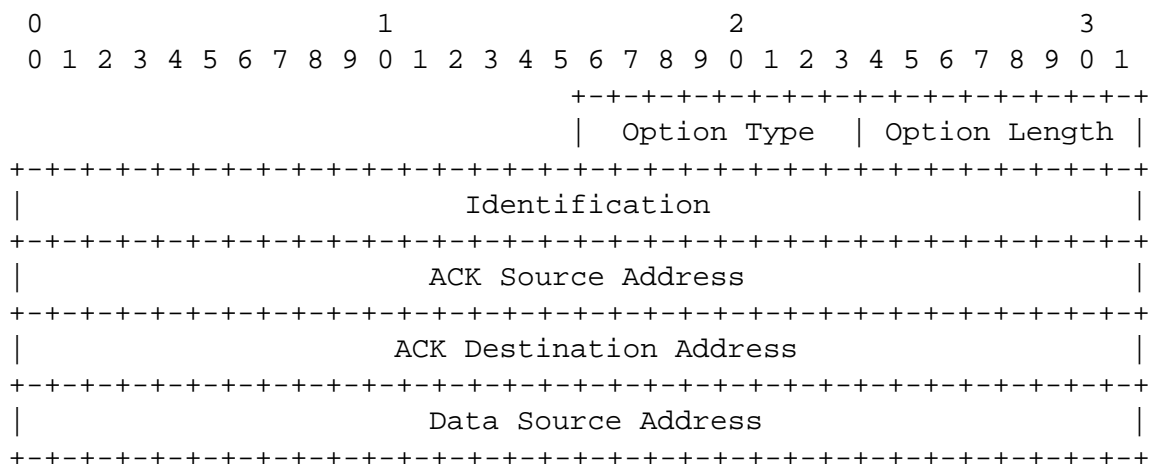 0                   1                   2                   3
0 1 2 3 4 5 6 7 8 9 0 1 2 3 4 5 6 7 8 9 0 1 2 3 4 5 6 7 8 9 0 1
+-+-+-+-+-+-+-+-+-+-+-+-+-+-+-+-+
| Option Type | Option Length |
+-+-+-+-+-+-+-+-+-+-+-+-+-+-+-+-+-+-+-+-+-+-+-+-+-+-+-+-+-+-+-+-+
| Identification |
+-+-+-+-+-+-+-+-+-+-+-+-+-+-+-+-+-+-+-+-+-+-+-+-+-+-+-+-+-+-+-+-+
| ACK Source Address |
+-+-+-+-+-+-+-+-+-+-+-+-+-+-+-+-+-+-+-+-+-+-+-+-+-+-+-+-+-+-+-+-+
| ACK Destination Address |
+-+-+-+-+-+-+-+-+-+-+-+-+-+-+-+-+-+-+-+-+-+-+-+-+-+-+-+-+-+-+-+-+
| Data Source Address |
+-+-+-+-+-+-+-+-+-+-+-+-+-+-+-+-+-+-+-+-+-+-+-+-+-+-+-+-+-+-+-+-+